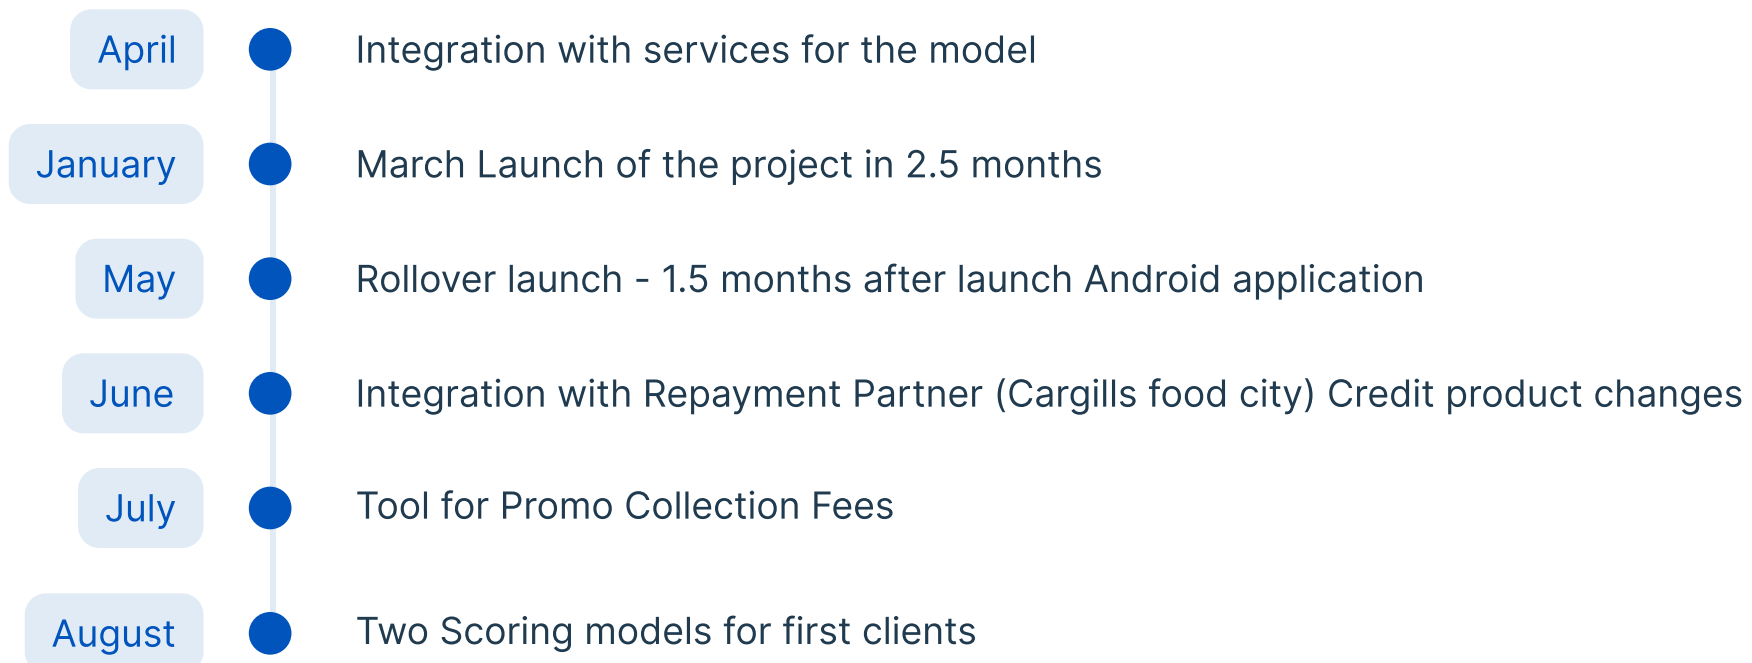 April Integration with services for the model
January March Launch of the project in 2.5 months
May Rollover launch - 1.5 months after launch Android application
June Integration with Repayment Partner (Cargills food city) Credit product changes
July Tool for Promo Collection Fees
August Two Scoring models for first clients